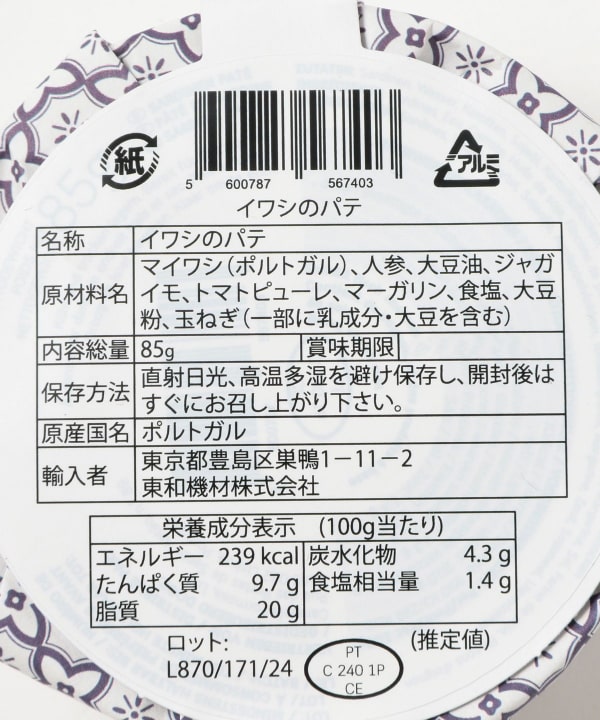 紙
5 600787 567403
アルミ
イワシのパテ
名称 イワシのパテ
原材料名 マイワシ(ポルトガル)、人参、大豆油、ジャガ
イモ、トマトピューレ、マーガリン、食塩、大豆
粉、玉ねぎ(一部に乳成分・大豆を含む)
内容総量 85g 賞味期限
保存方法 直射日光、高温多湿を避け保存し、開封後は
すぐにお召し上がり下さい。
原産国名 ポルトガル
輸入者 東京都豊島区巣鴨1-11-2
東和機材株式会社
栄養成分表示 (100g当たり)
エネルギー 239 kcal 炭水化物 4.3 g
たんぱく質 9.7 g 食塩相当量 1.4 g
脂質 20 g
(推定値)
ロット:
L870/171/24
PT
C 240 1P
CE